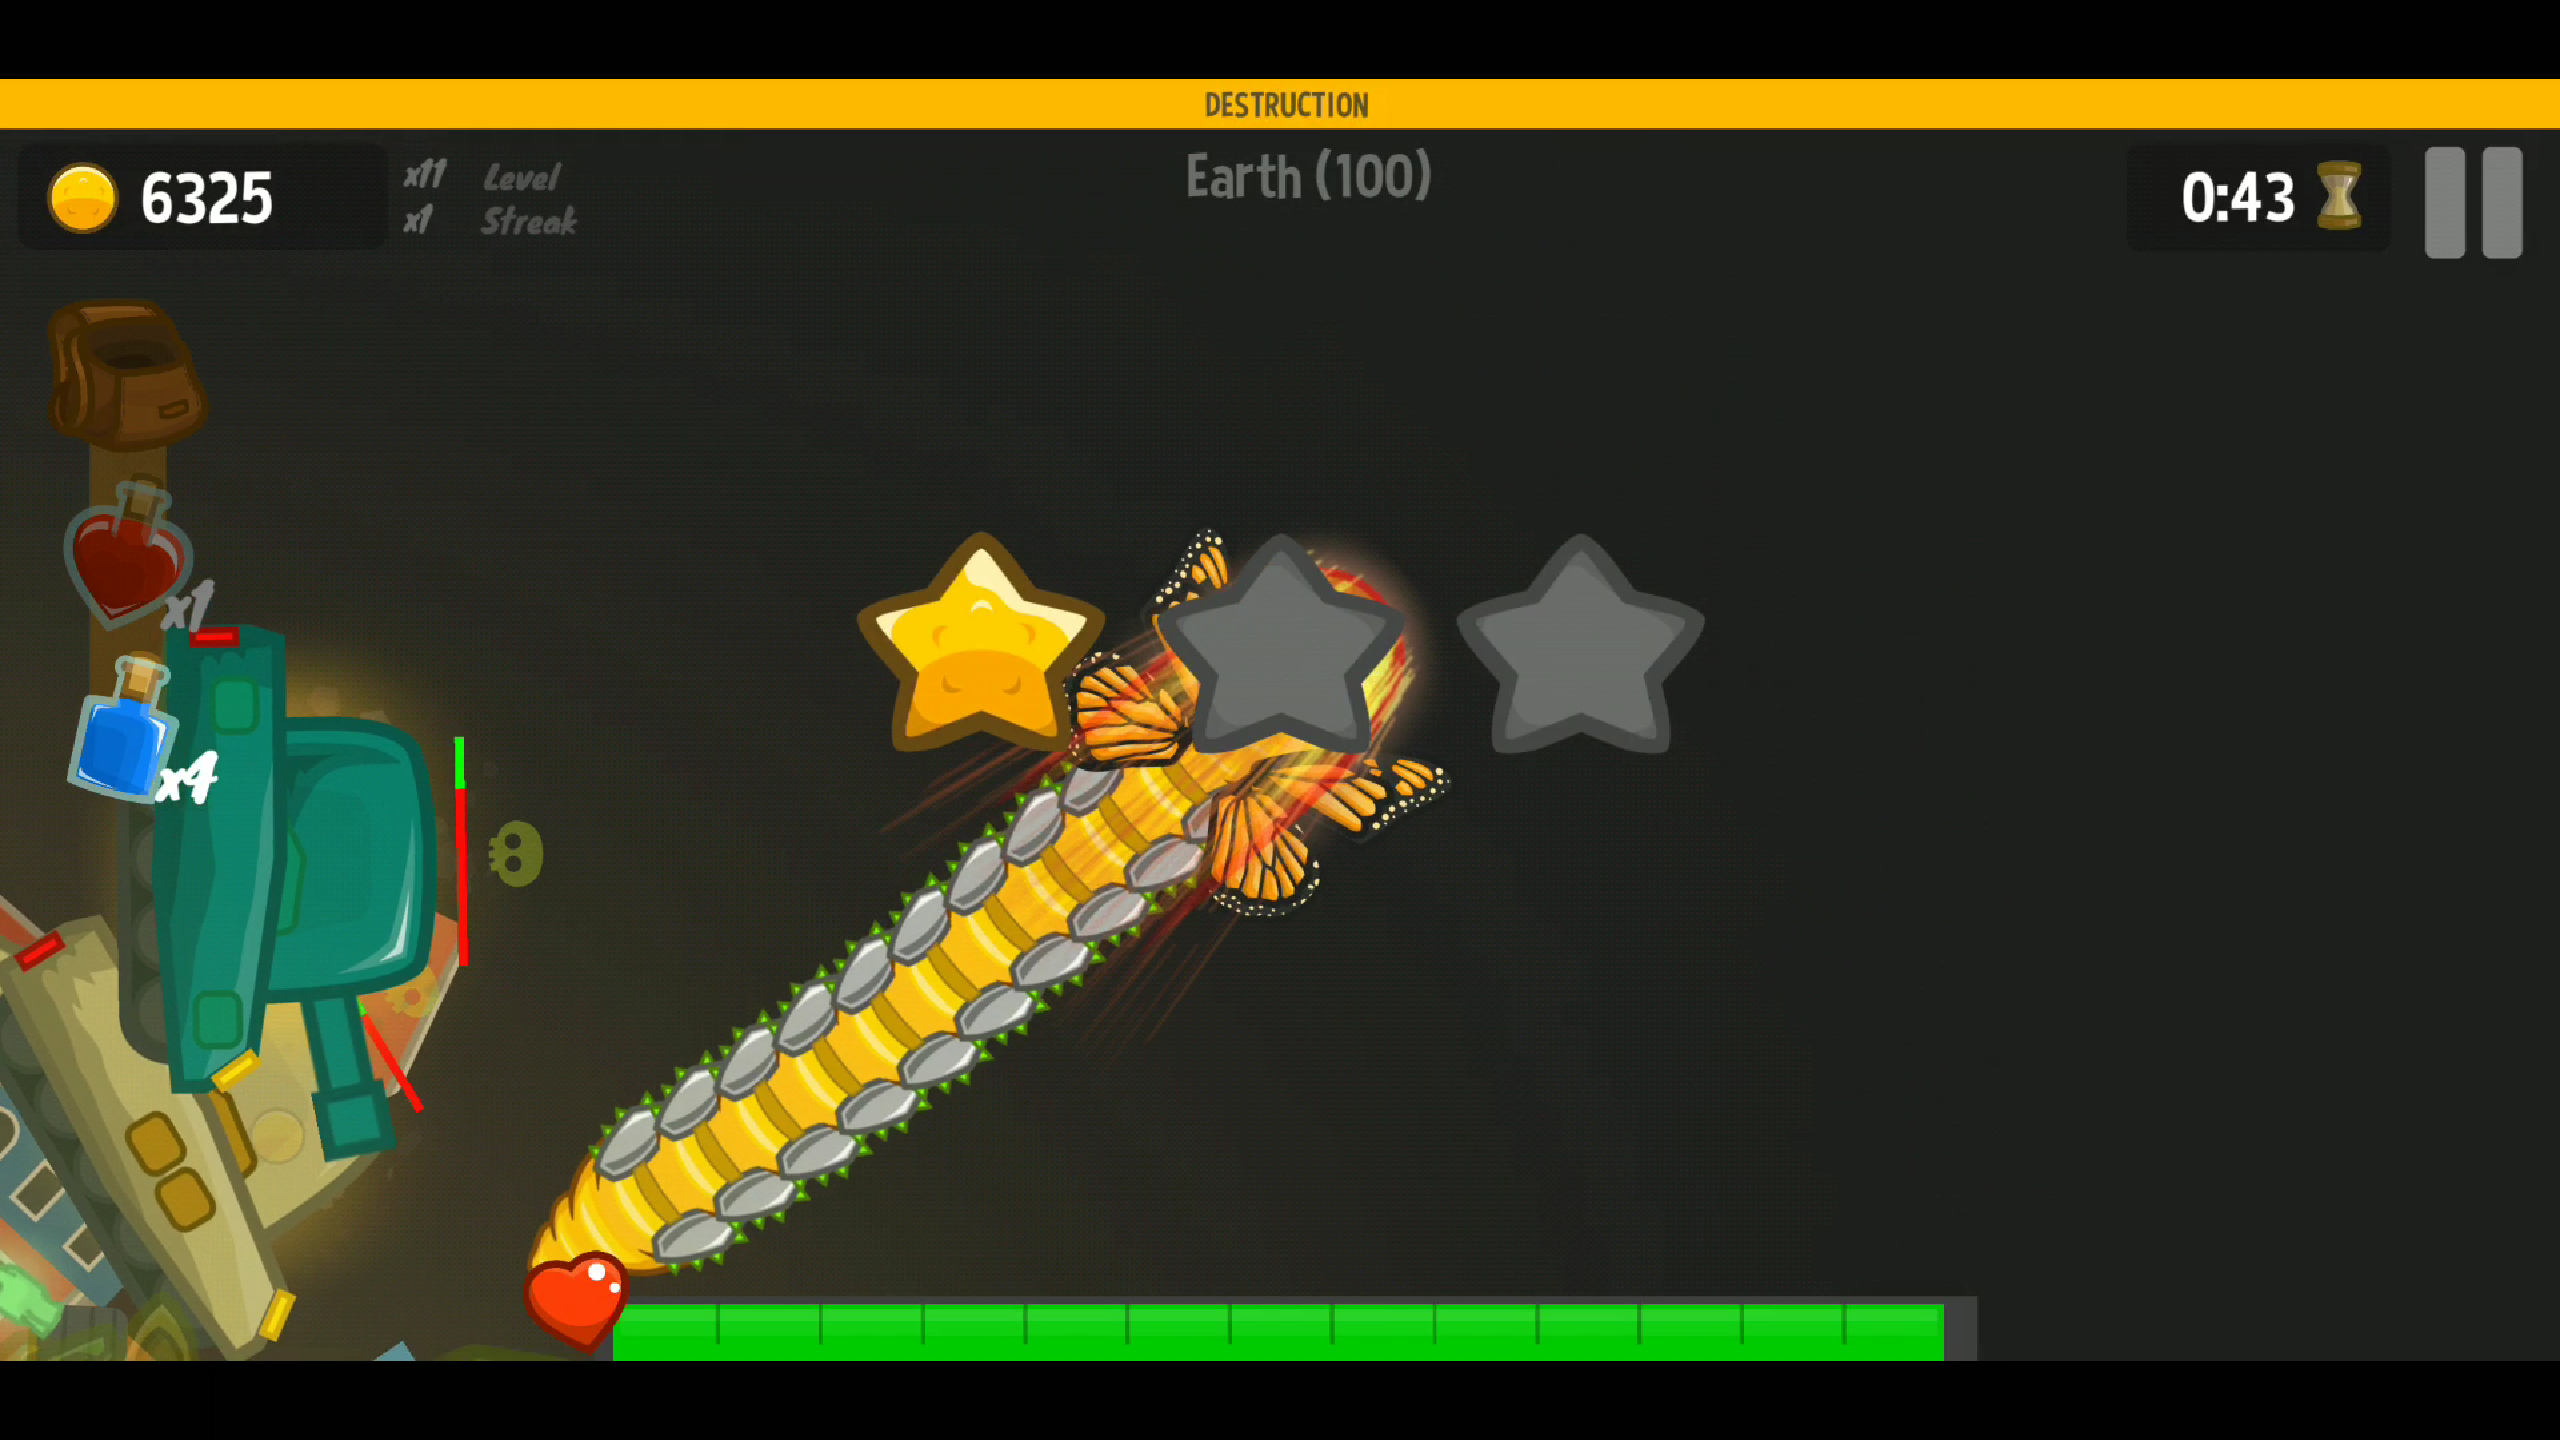 DESTRUCTION
6325
x11 Level
x1 Streak
Earth (100)
0:43
x1
x4